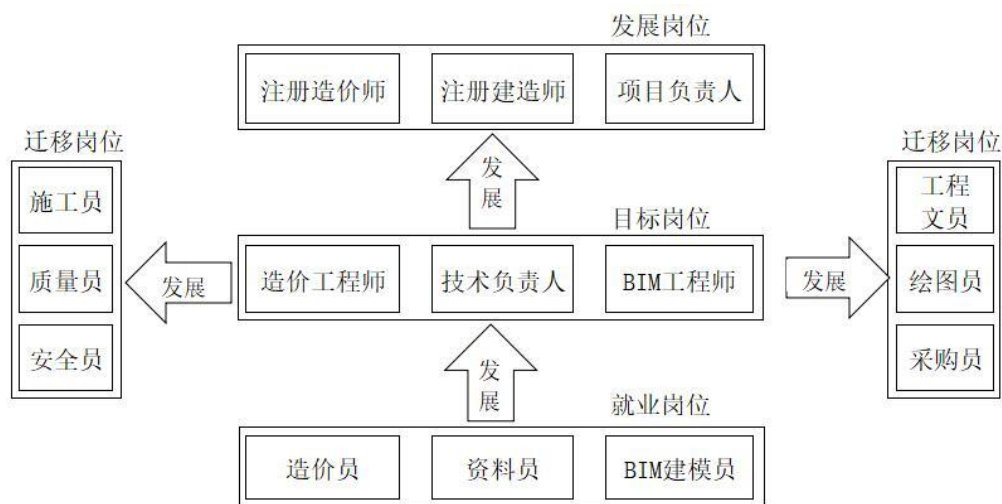 发展岗位
注册造价师
注册建造师
项目负责人
迁移岗位
施工员
质量员
安全员
发展
发展
目标岗位
造价工程师
技术负责人
BIM工程师
发展
迁移岗位
工程
文员
绘图员
采购员
发展
就业岗位
造价员
资料员
BIM建模员